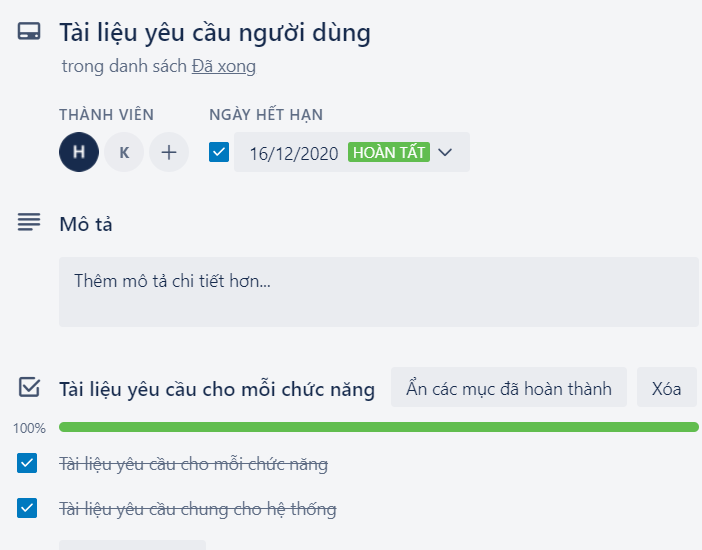 Tài liệu yêu cầu người dùng
trong danh sách Đã xong
THÀNH VIÊN
NGÀY HẾT HẠN
H
K
16/12/2020 HOÀN TẤT
Mô tả
Thêm mô tả chi tiết hơn...
Tài liệu yêu cầu cho mỗi chức năng
Ẩn các mục đã hoàn thành
Xóa
100%
Tài liệu yêu cầu cho mỗi chức năng
Tài liệu yêu cầu chung cho hệ thống